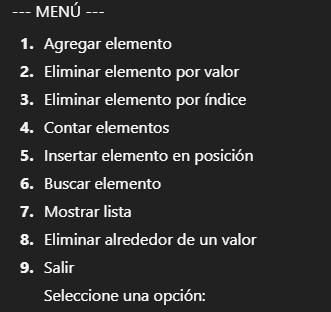 --- MENÚ ---
1. Agregar elemento
2. Eliminar elemento por valor
3. Eliminar elemento por índice
4. Contar elementos
5. Insertar elemento en posición
6. Buscar elemento
7. Mostrar lista
8. Eliminar alrededor de un valor
9. Salir
Seleccione una opción: